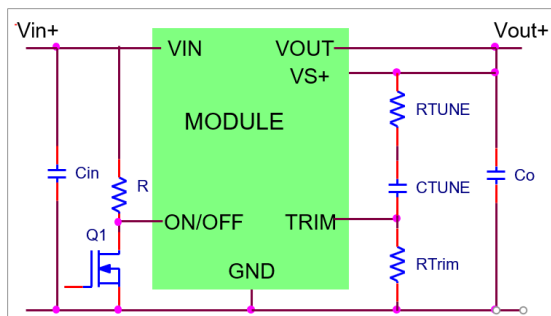 Vin+
Vout+
VIN
VOUT
VS+
MODULE
RTUNE
Cin
R
CTUNE
Co
ON/OFF
TRIM
Q1
RTrim
GND